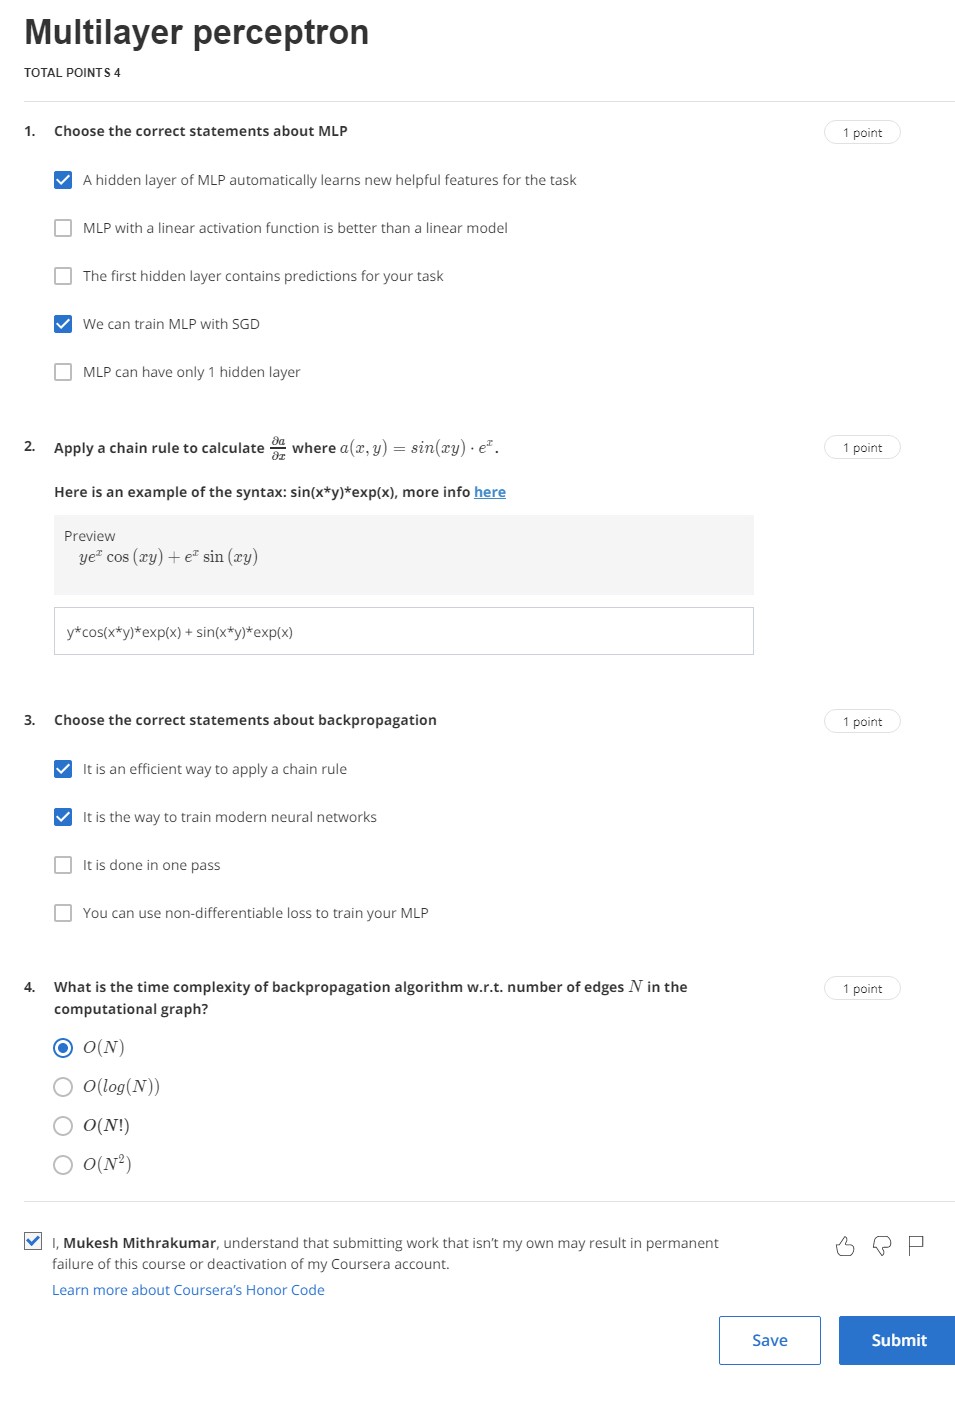 Multilayer perceptron
TOTAL POINTS 4
1. Choose the correct statements about MLP
1 point
A hidden layer of MLP automatically learns new helpful features for the task
MLP with a linear activation function is better than a linear model
The first hidden layer contains predictions for your task
We can train MLP with SGD
MLP can have only 1 hidden layer
2. Apply a chain rule to calculate ∂a/∂x where a(x, y) = sin(xy) · eˣ.
1 point
Here is an example of the syntax: sin(x*y)*exp(x), more info here
Preview
yeˣ cos (xy) + eˣ sin (xy)
y*cos(x*y)*exp(x) + sin(x*y)*exp(x)
3. Choose the correct statements about backpropagation
1 point
It is an efficient way to apply a chain rule
It is the way to train modern neural networks
It is done in one pass
You can use non-differentiable loss to train your MLP
4. What is the time complexity of backpropagation algorithm w.r.t. number of edges N in the
computational graph?
1 point
O(N)
O(log(N))
O(N!)
O(N²)
I, Mukesh Mithrakumar, understand that submitting work that isn't my own may result in permanent
failure of this course or deactivation of my Coursera account.
Learn more about Coursera's Honor Code
Save
Submit